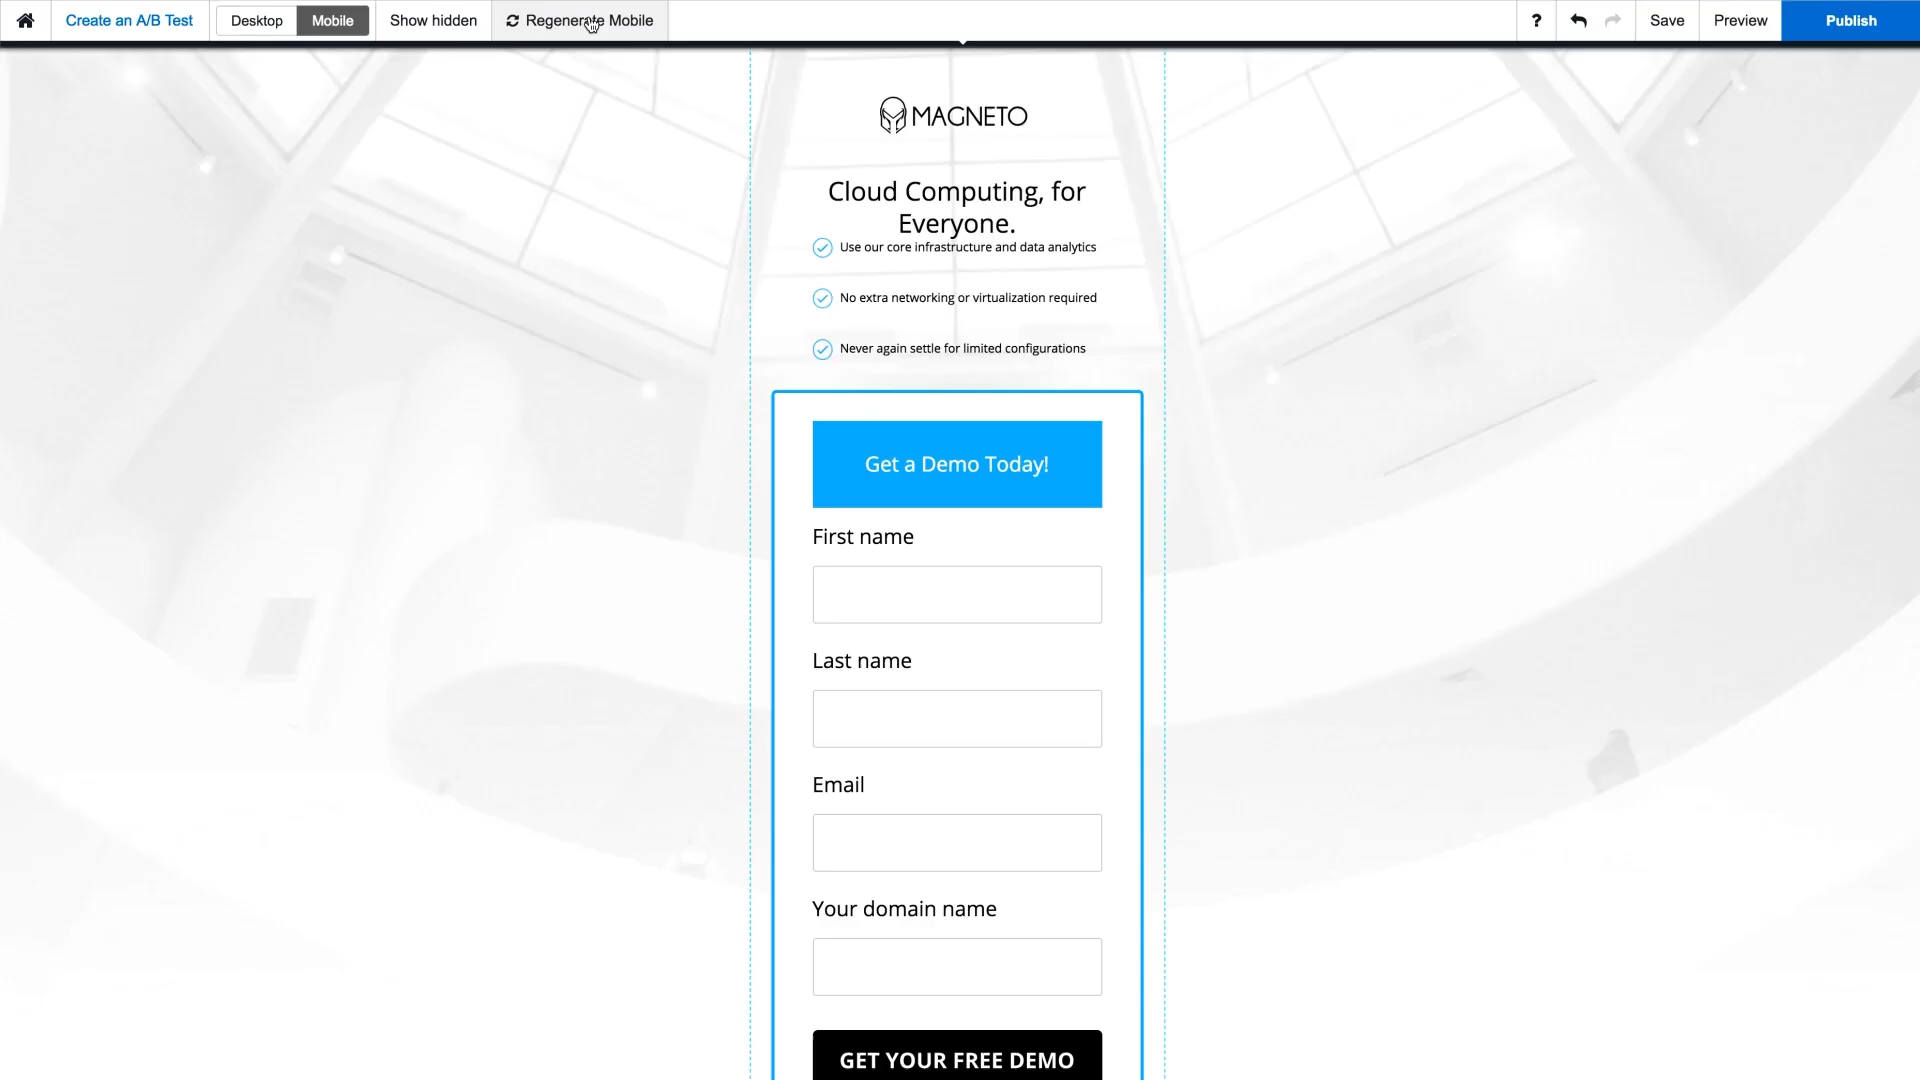 Create an A/B Test
Desktop
Mobile
Show hidden
Regenerate Mobile
?
Save
Preview
Publish
MAGNETO
Cloud Computing, for
Everyone.
Use our core infrastructure and data analytics
No extra networking or virtualization required
Never again settle for limited configurations
Get a Demo Today!
First name
Last name
Email
Your domain name
GET YOUR FREE DEMO